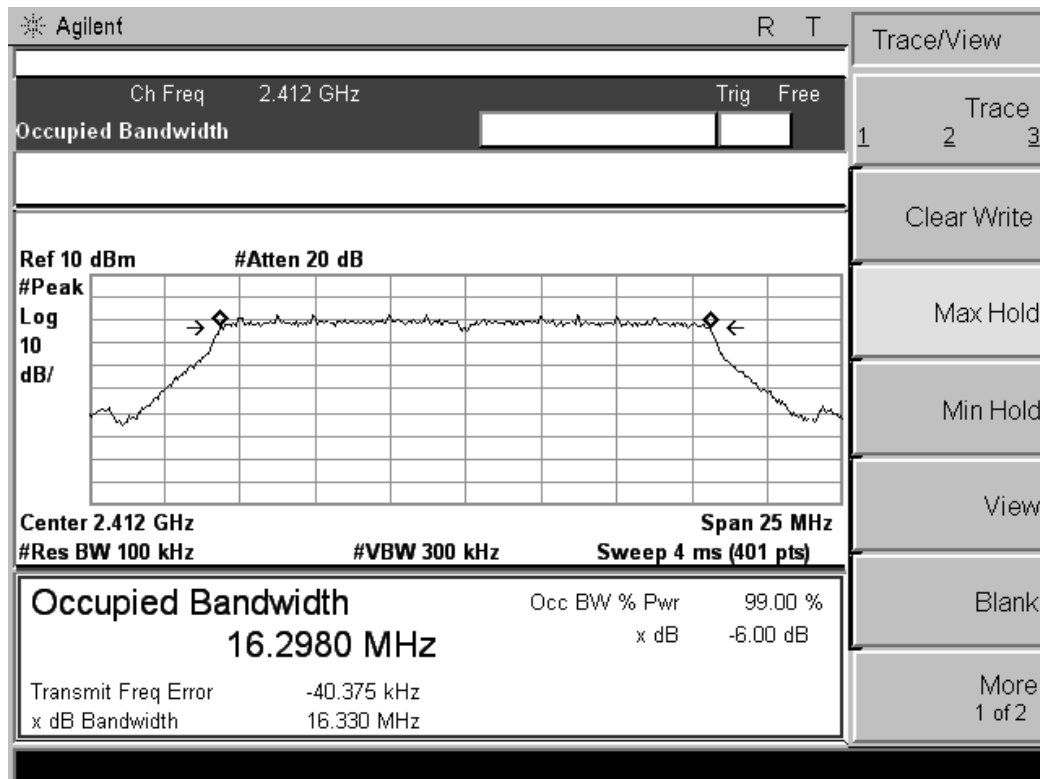 Agilent R T
Ch Freq 2.412 GHz Trig Free
Occupied Bandwidth
Ref 10 dBm #Atten 20 dB
#Peak
Log
10
dB/
Center 2.412 GHz Span 25 MHz
#Res BW 100 kHz #VBW 300 kHz Sweep 4 ms (401 pts)
Occupied Bandwidth
16.2980 MHz
Occ BW % Pwr 99.00 %
x dB -6.00 dB
Transmit Freq Error -40.375 kHz
x dB Bandwidth 16.330 MHz
Trace/View
Trace
1 2 3
Clear Write
Max Hold
Min Hold
View
Blank
More
1 of 2